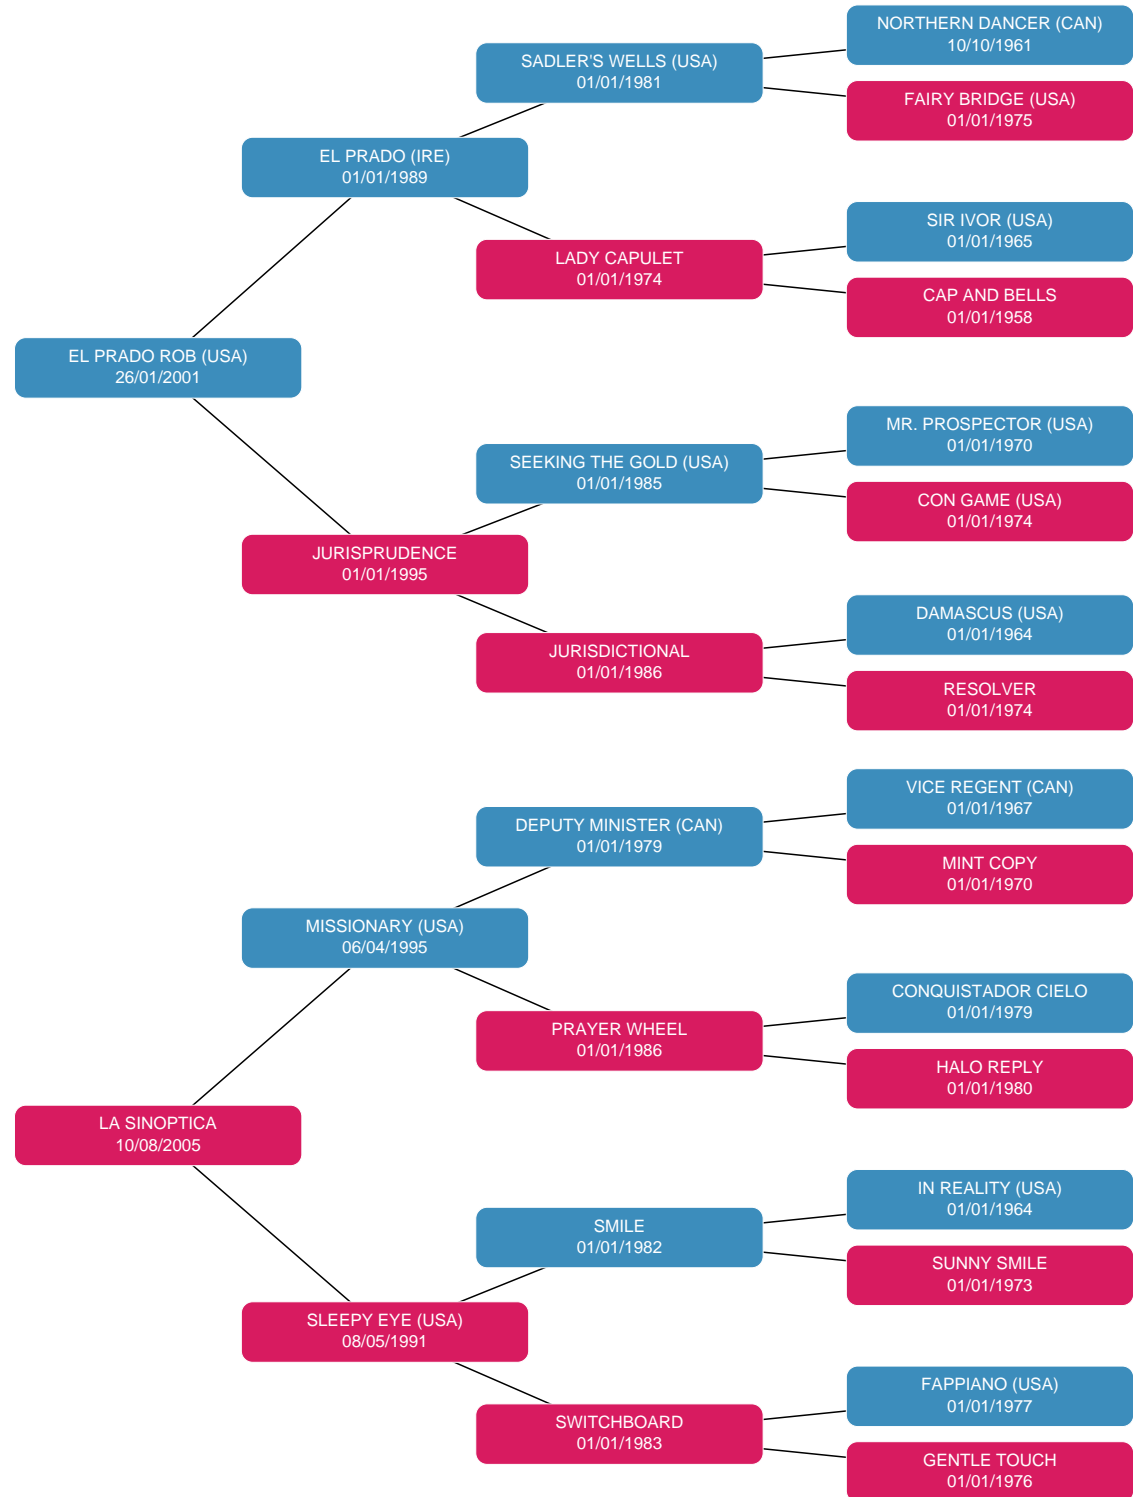 NORTHERN DANCER (CAN)
10/10/1961
SADLER'S WELLS (USA)
01/01/1981
FAIRY BRIDGE (USA)
01/01/1975
EL PRADO (IRE)
01/01/1989
SIR IVOR (USA)
01/01/1965
LADY CAPULET
01/01/1974
CAP AND BELLS
01/01/1958
EL PRADO ROB (USA)
26/01/2001
MR. PROSPECTOR (USA)
01/01/1970
SEEKING THE GOLD (USA)
01/01/1985
CON GAME (USA)
01/01/1974
JURISPRUDENCE
01/01/1995
DAMASCUS (USA)
01/01/1964
JURISDICTIONAL
01/01/1986
RESOLVER
01/01/1974
VICE REGENT (CAN)
01/01/1967
DEPUTY MINISTER (CAN)
01/01/1979
MINT COPY
01/01/1970
MISSIONARY (USA)
06/04/1995
CONQUISTADOR CIELO
01/01/1979
PRAYER WHEEL
01/01/1986
HALO REPLY
01/01/1980
LA SINOPTICA
10/08/2005
IN REALITY (USA)
01/01/1964
SMILE
01/01/1982
SUNNY SMILE
01/01/1973
SLEEPY EYE (USA)
08/05/1991
FAPPIANO (USA)
01/01/1977
SWITCHBOARD
01/01/1983
GENTLE TOUCH
01/01/1976